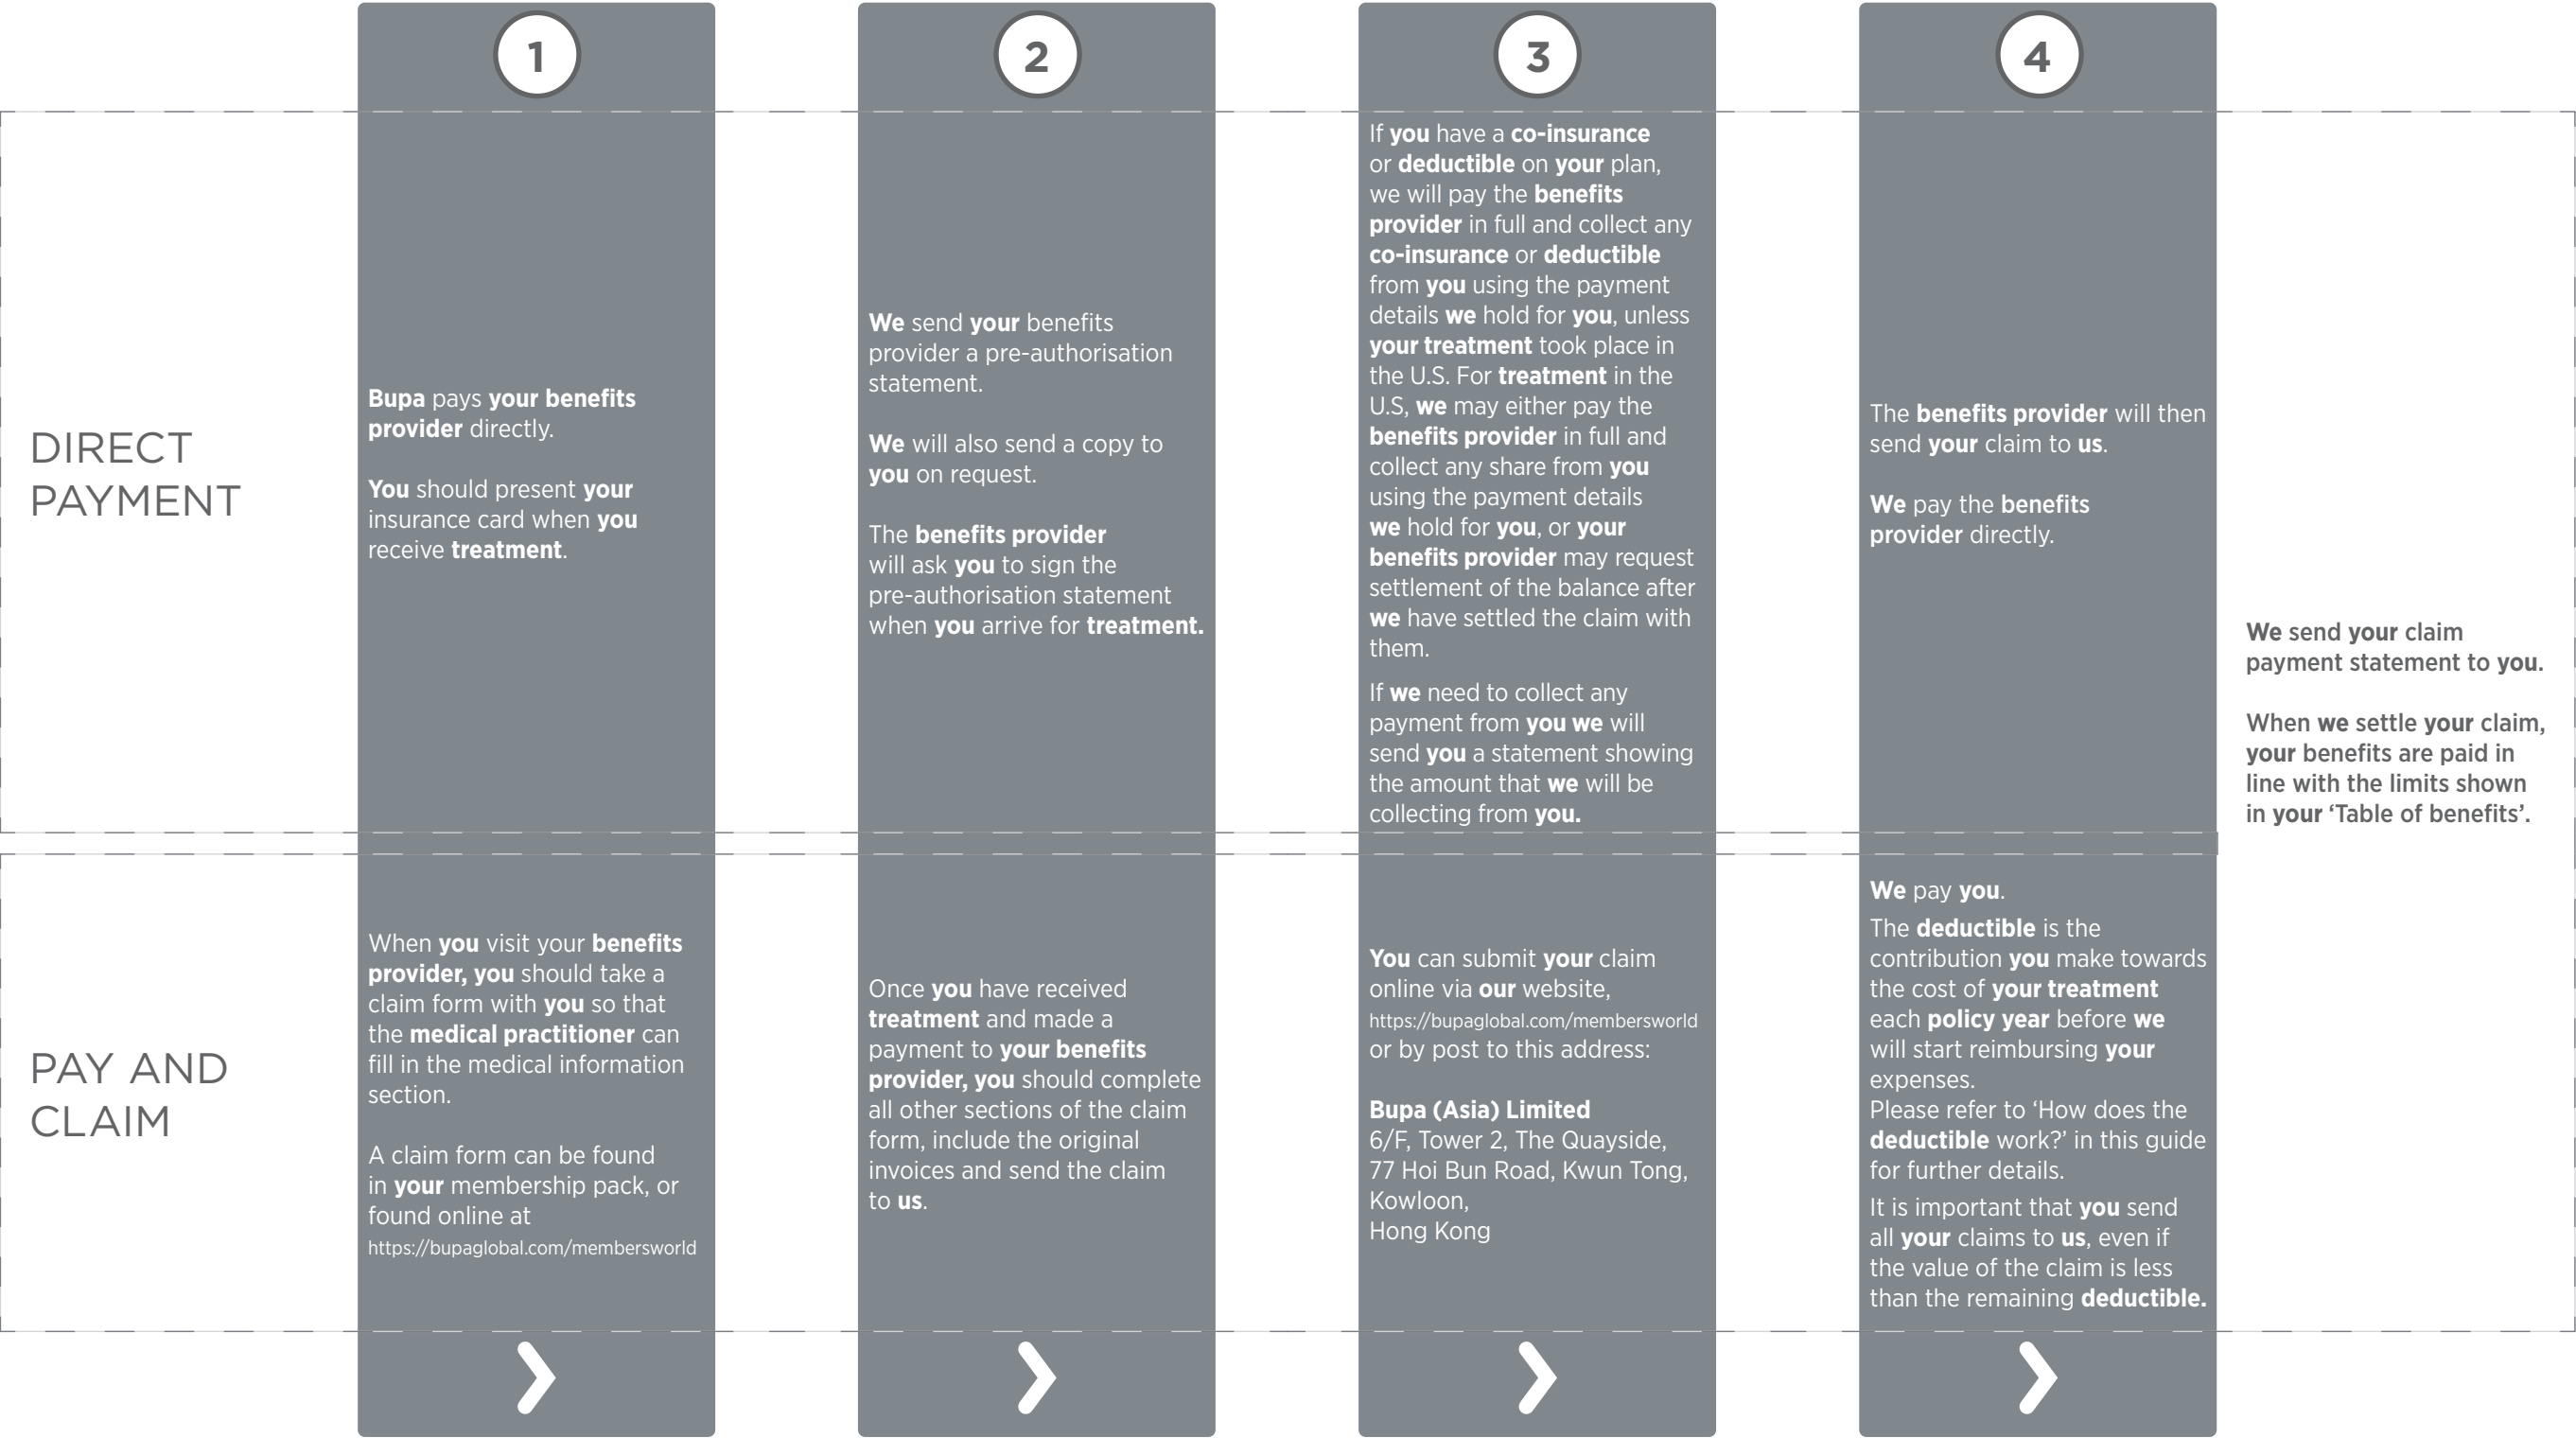 1
2
3
4
DIRECT
PAYMENT
Bupa pays your benefits
provider directly.
You should present your
insurance card when you
receive treatment.
We send your benefits
provider a pre-authorisation
statement.
We will also send a copy to
you on request.
The benefits provider
will ask you to sign the
pre-authorisation statement
when you arrive for treatment.
If you have a co-insurance
or deductible on your plan,
we will pay the benefits
provider in full and collect any
co-insurance or deductible
from you using the payment
details we hold for you, unless
your treatment took place in
the U.S. For treatment in the
U.S, we may either pay the
benefits provider in full and
collect any share from you
using the payment details
we hold for you, or your
benefits provider may request
settlement of the balance after
we have settled the claim with
them.
If we need to collect any
payment from you we will
send you a statement showing
the amount that we will be
collecting from you.
The benefits provider will then
send your claim to us.
We pay the benefits
provider directly.
We send your claim
payment statement to you.
When we settle your claim,
your benefits are paid in
line with the limits shown
in your ‘Table of benefits’.
PAY AND
CLAIM
When you visit your benefits
provider, you should take a
claim form with you so that
the medical practitioner can
fill in the medical information
section.
A claim form can be found
in your membership pack, or
found online at
https://bupaglobal.com/membersworld
Once you have received
treatment and made a
payment to your benefits
provider, you should complete
all other sections of the claim
form, include the original
invoices and send the claim
to us.
You can submit your claim
online via our website,
https://bupaglobal.com/membersworld
or by post to this address:
Bupa (Asia) Limited
6/F, Tower 2, The Quayside,
77 Hoi Bun Road, Kwun Tong,
Kowloon,
Hong Kong
We pay you.
The deductible is the
contribution you make towards
the cost of your treatment
each policy year before we
will start reimbursing your
expenses.
Please refer to ‘How does the
deductible work?’ in this guide
for further details.
It is important that you send
all your claims to us, even if
the value of the claim is less
than the remaining deductible.